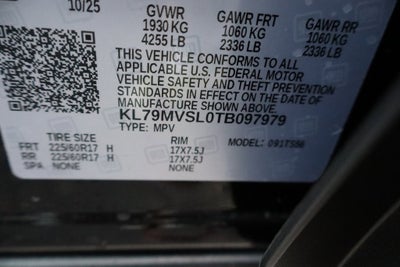 10/25 GVWR GAWR FRT GAWR RR
1930 KG 1060 KG 1060 KG
4255 LB 2336 LB 2336 LB
THIS VEHICLE CONFORMS TO ALL
APPLICABLE U.S. FEDERAL MOTOR
VEHICLE SAFETY AND THEFT PREVENTION
STANDARDS IN EFFECT ON THE DATE OF
MANUFACTURE SHOWN ABOVE.
KL79MVSL0TB097979
TYPE: MPV
TIRE SIZE RIM
FRT 225/60R17 H 17X7.5J
RR 225/60R17 H 17X7.5J
SPA NONE NONE